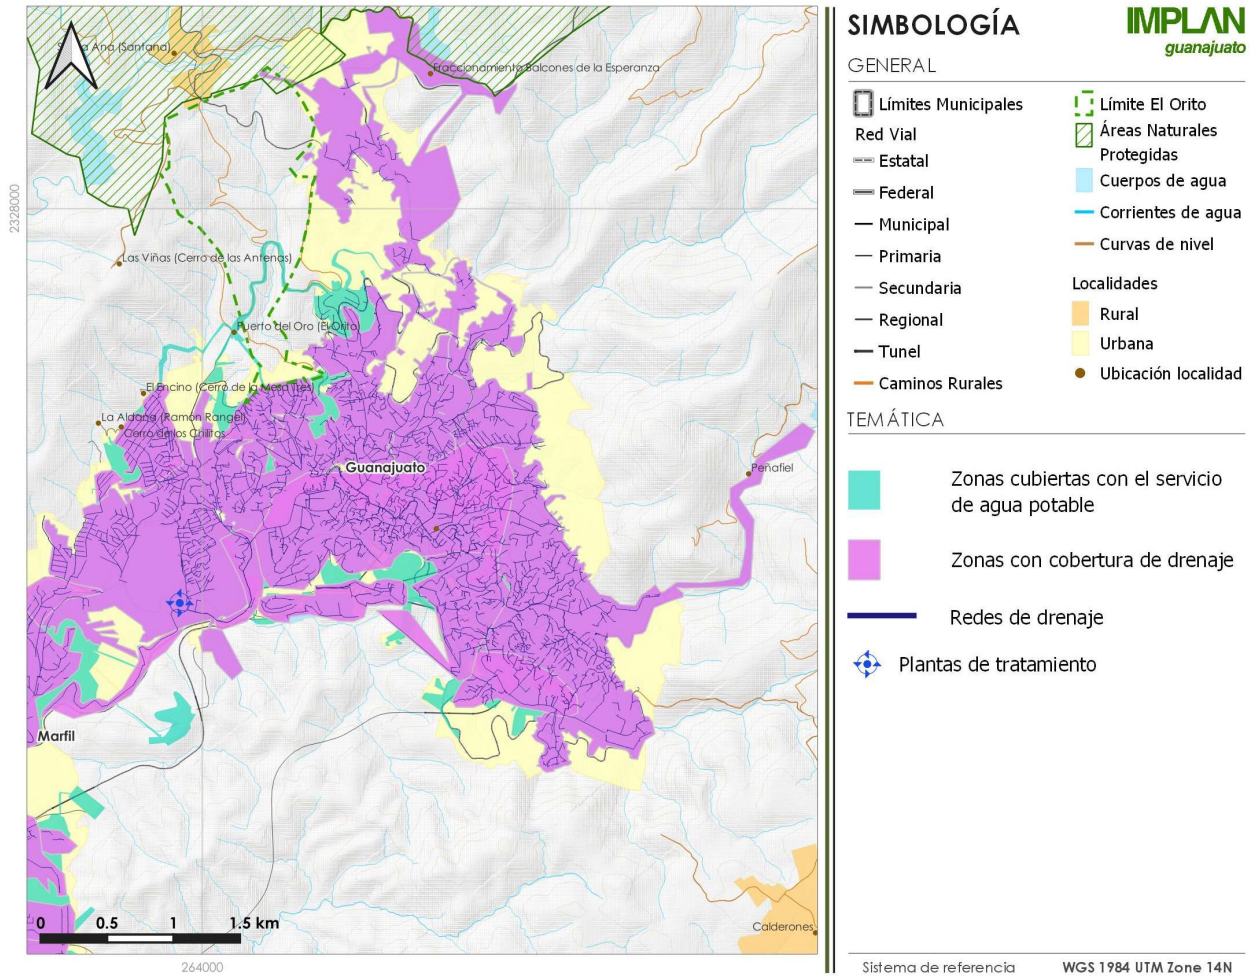 Santa Ana (Santana)
Fraccionamiento Balcones de la Esperanza
2328000
Las Viñas (Cerro de las Antenas)
Puerto del Oro (El Orito)
El Encino (Cerro de la Mesa Tres)
La Aldana (Ramón Rangel)
Cerro de los Chilitos
Guanajuato
Peñafiel
Marfil
Calderones
0 0.5 1 1.5 km
264000
SIMBOLOGÍA
IMPLAN
guanajuato
GENERAL
Límites Municipales
Red Vial
Estatal
Federal
Municipal
Primaria
Secundaria
Regional
Tunel
Caminos Rurales
Límite El Orito
Áreas Naturales
Protegidas
Cuerpos de agua
Corrientes de agua
Curvas de nivel
Localidades
Rural
Urbana
Ubicación localidad
TEMÁTICA
Zonas cubiertas con el servicio
de agua potable
Zonas con cobertura de drenaje
Redes de drenaje
Plantas de tratamiento
Sistema de referencia WGS 1984 UTM Zone 14N